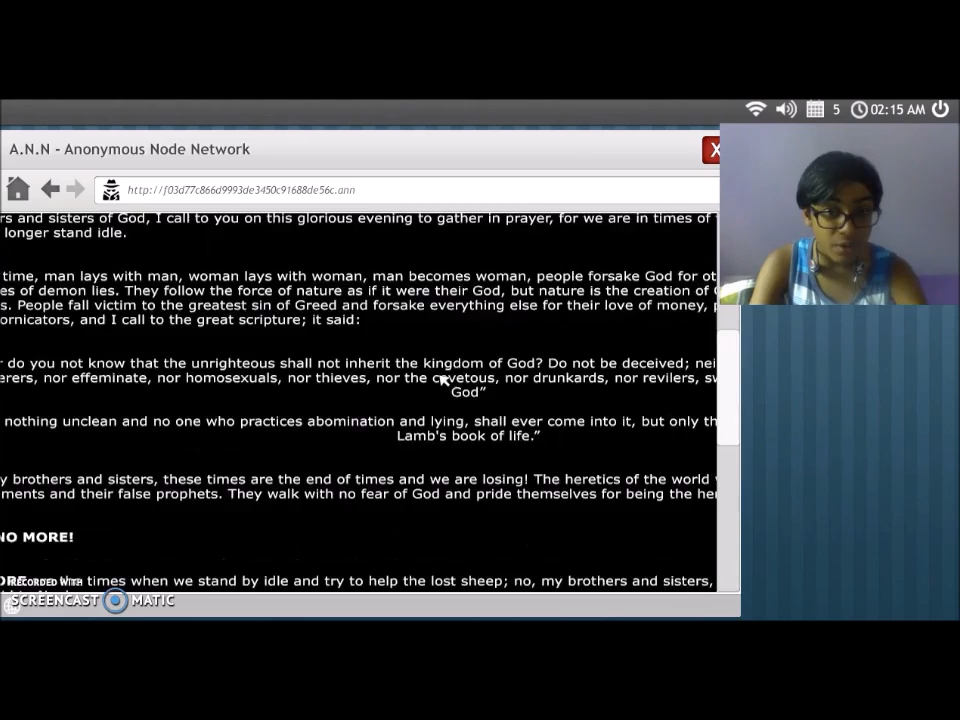 5 02:15 AM
A.N.N - Anonymous Node Network
X
http://f03d77c866d9993de3450c91688de56c.ann
rs and sisters of God, I call to you on this glorious evening to gather in prayer, for we are in times of
longer stand idle.
time, man lays with man, woman lays with woman, man becomes woman, people forsake God for ot
es of demon lies. They follow the force of nature as if it were their God, but nature is the creation of
s. People fall victim to the greatest sin of Greed and forsake everything else for their love of money,
ornicators, and I call to the great scripture; it said:
r do you not know that the unrighteous shall not inherit the kingdom of God? Do not be deceived; nei
erers, nor effeminate, nor homosexuals, nor thieves, nor the covetous, nor drunkards, nor revilers, sw
God”
nothing unclean and no one who practices abomination and lying, shall ever come into it, but only th
Lamb's book of life.”
y brothers and sisters, these times are the end of times and we are losing! The heretics of the world
ments and their false prophets. They walk with no fear of God and pride themselves for being the her
NO MORE!
times when we stand by idle and try to help the lost sheep; no, my brothers and sisters,
RECORDED WITH
SCREENCAST MATIC